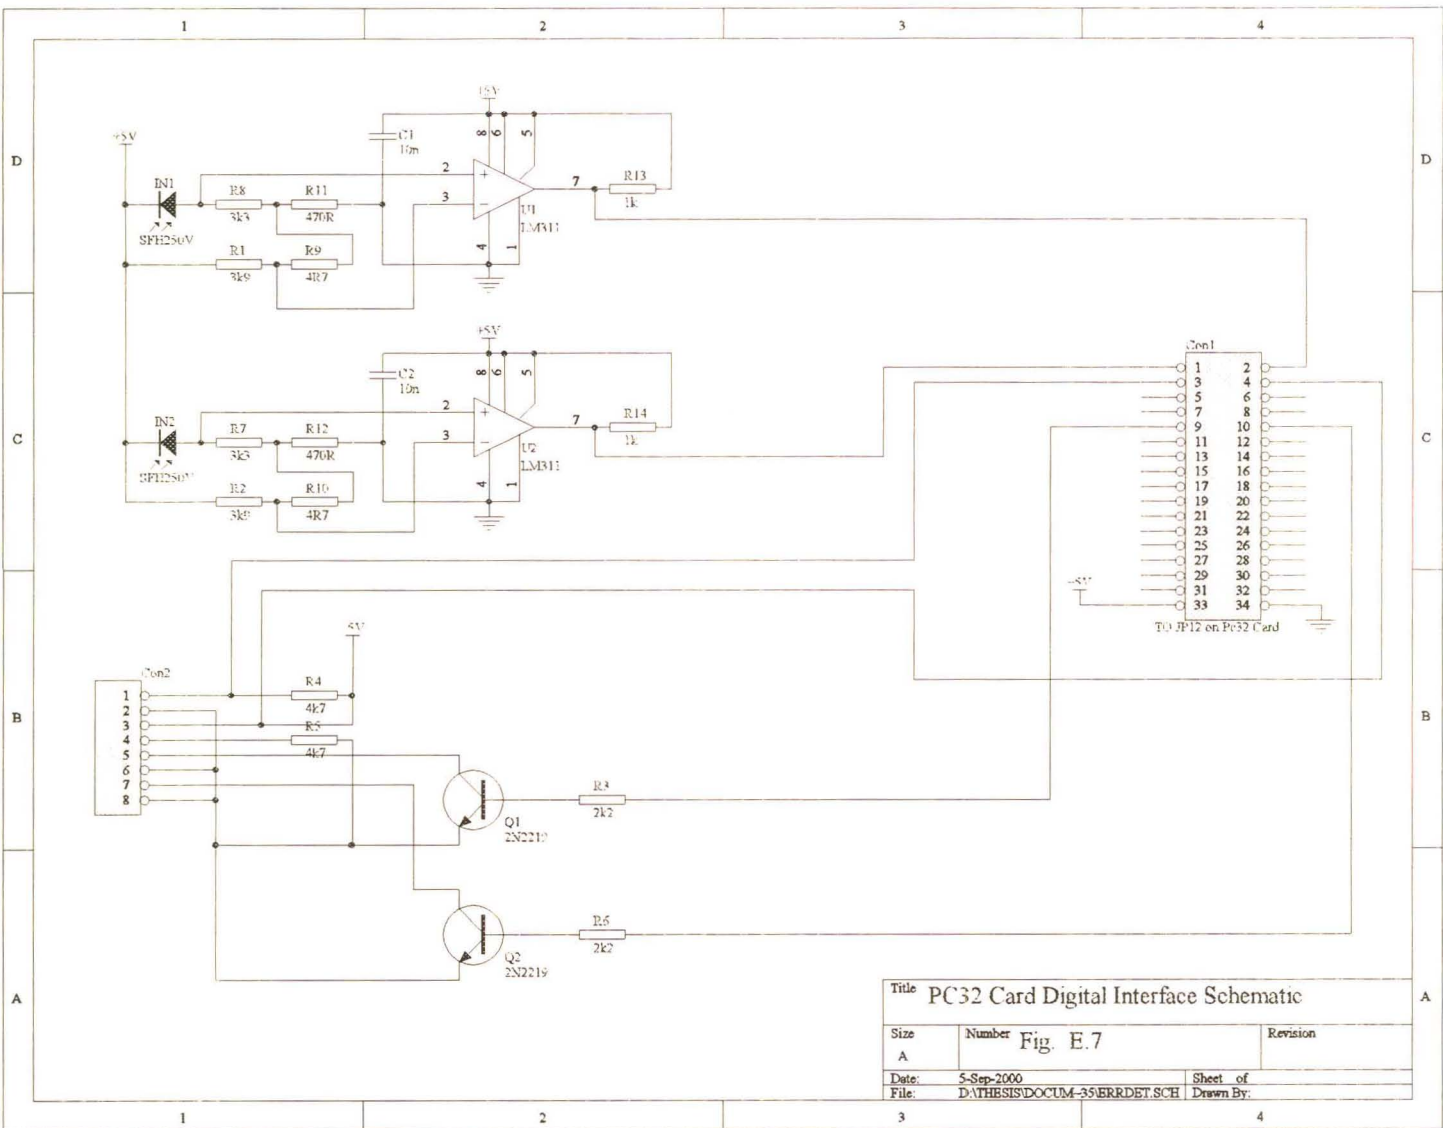 1 2 3 4
D
C
B
A
D
C
B
A
+5V
IN1
SFH250V
R8
3k3
R11
470R
R1
3k9
R9
4R7
C1
10n
+5V
8 6 5
2
+
3
-
4 1
7
U1
LM311
R13
1k
IN2
R7
3k3
R12
470R
R2
R10
4R7
C2
10n
+5V
8 6 5
2
+
3
-
4 1
7
U2
LM311
R14
1k
Con1
1 2
3 4
5 6
7 8
9 10
11 12
13 14
15 16
17 18
19 20
21 22
23 24
25 26
27 28
29 30
31 32
33 34
TO JP12 on Pc32 Card
Con2
1
2
3
4
5
6
7
8
5V
R4
4k7
R5
4k7
Q1
2N2219
R3
2k2
Q2
2N2219
R6
2k2
Title PC32 Card Digital Interface Schematic
Size Number Fig. E.7 Revision
A
Date: 5-Sep-2000 Sheet of
File: D:\THESIS\DOCUM~35\ERRDET.SCH Drawn By:
1 2 3 4